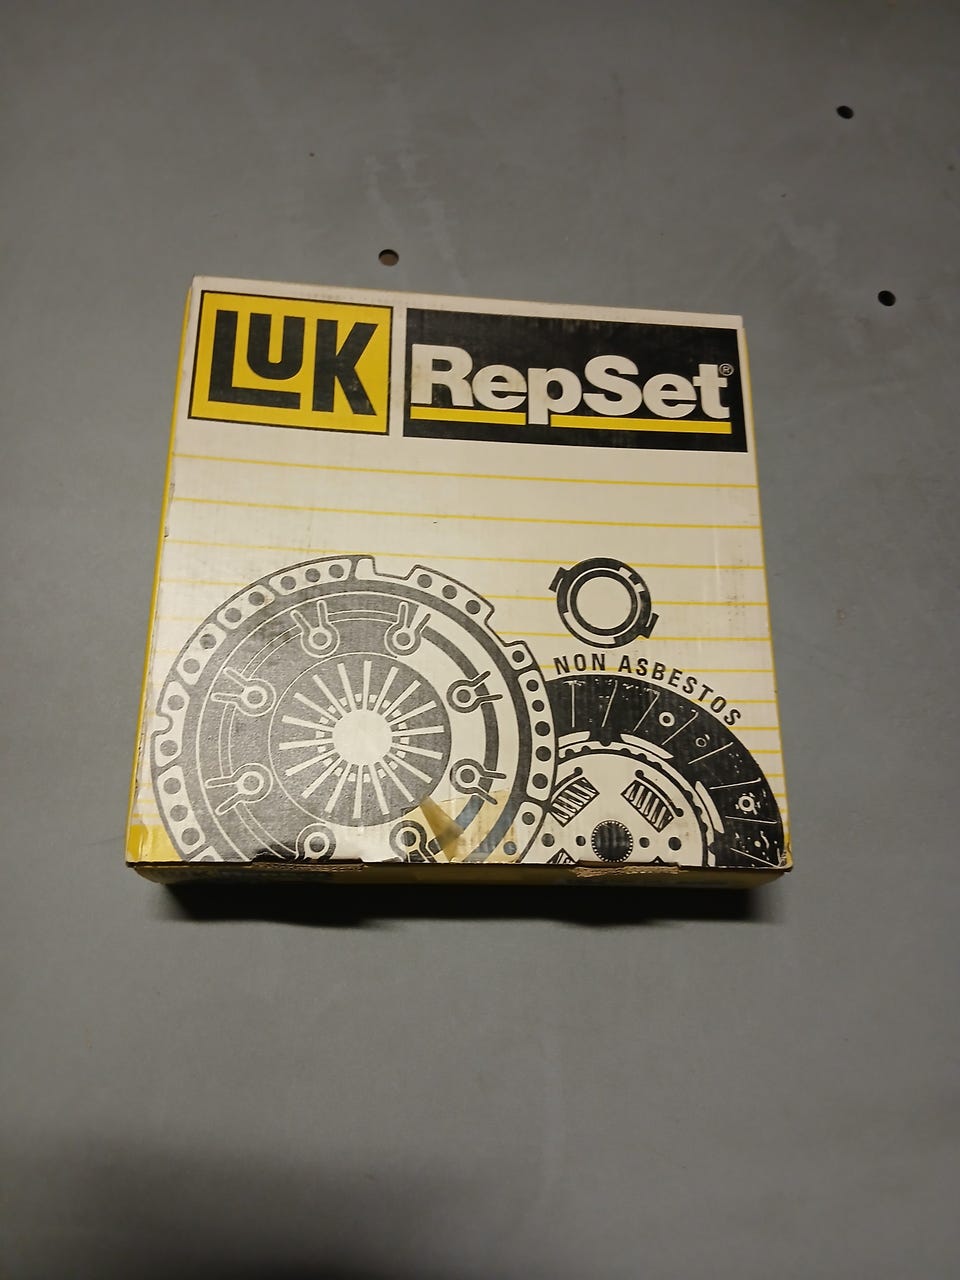 LUK
RepSet®
NON ASBESTOS